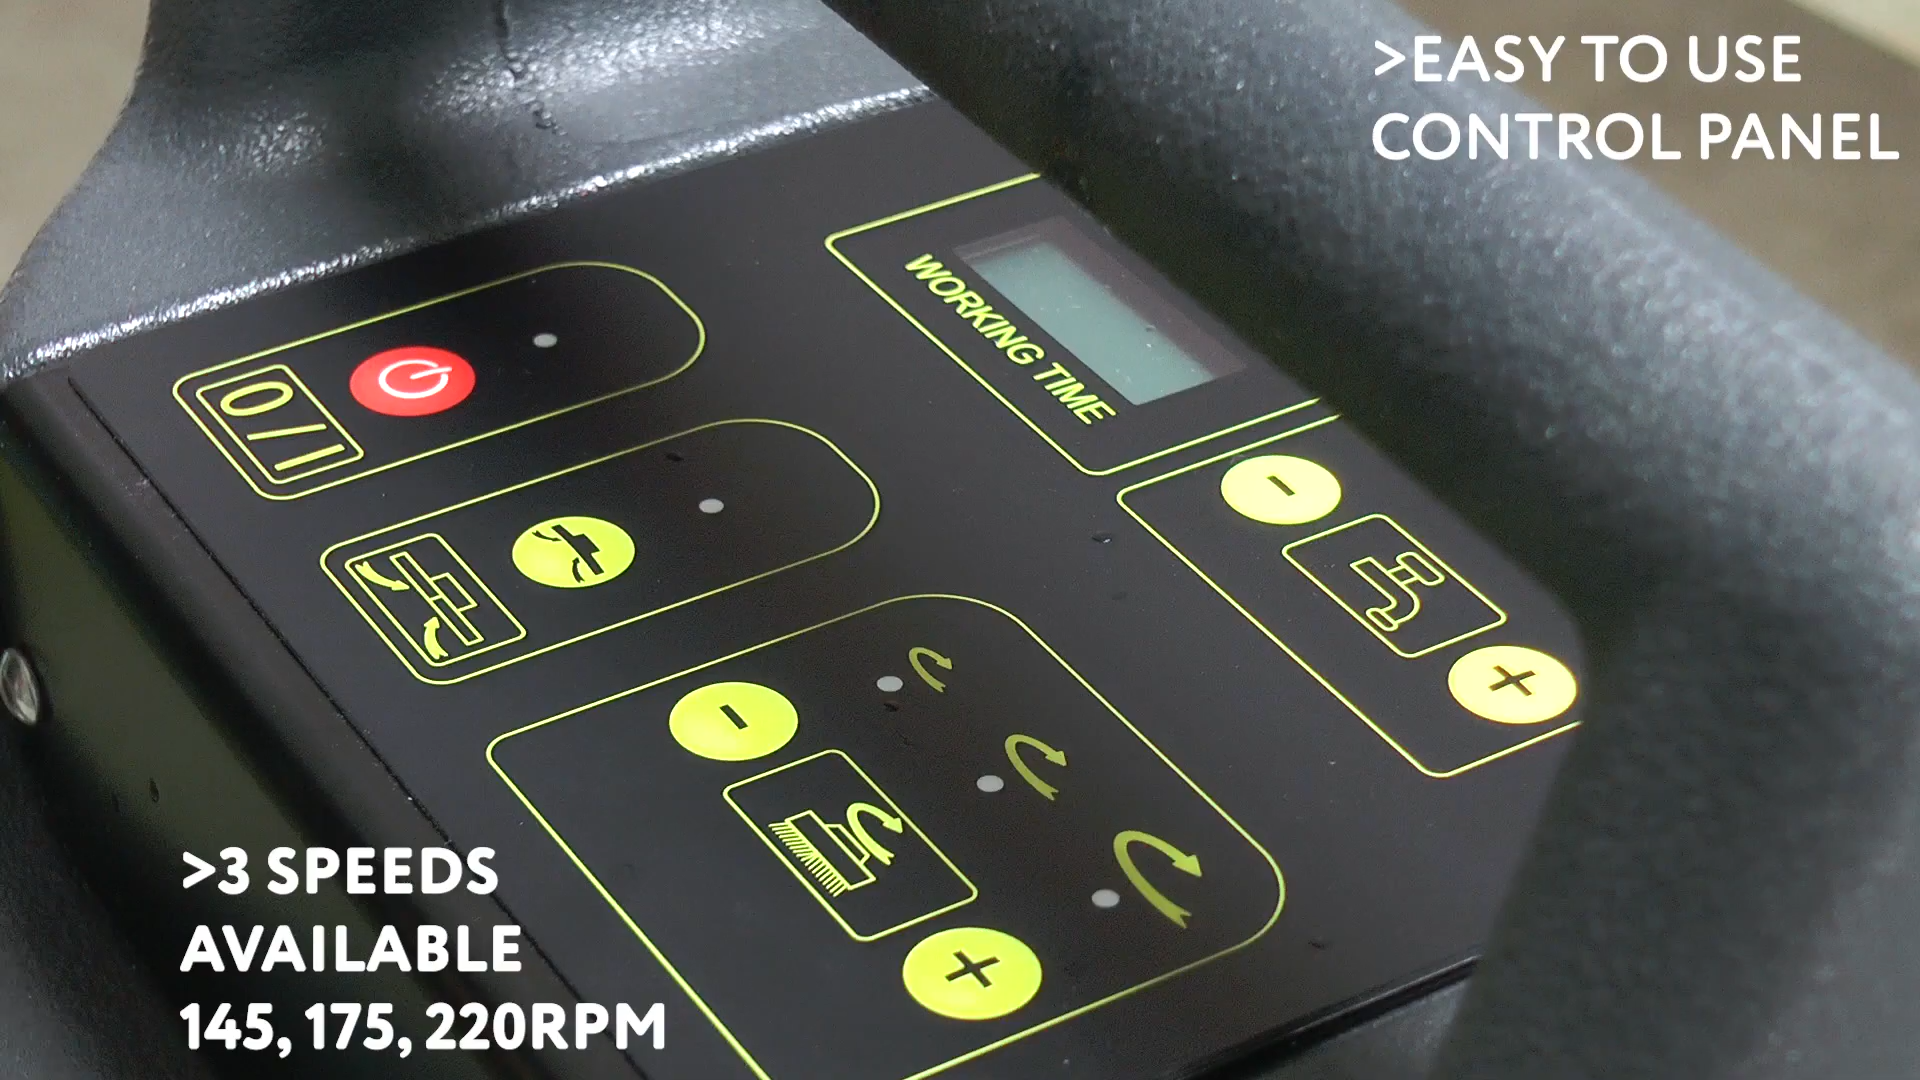 >EASY TO USE
CONTROL PANEL
WORKING TIME
0/I
-
+
-
+
>3 SPEEDS
AVAILABLE
145, 175, 220RPM